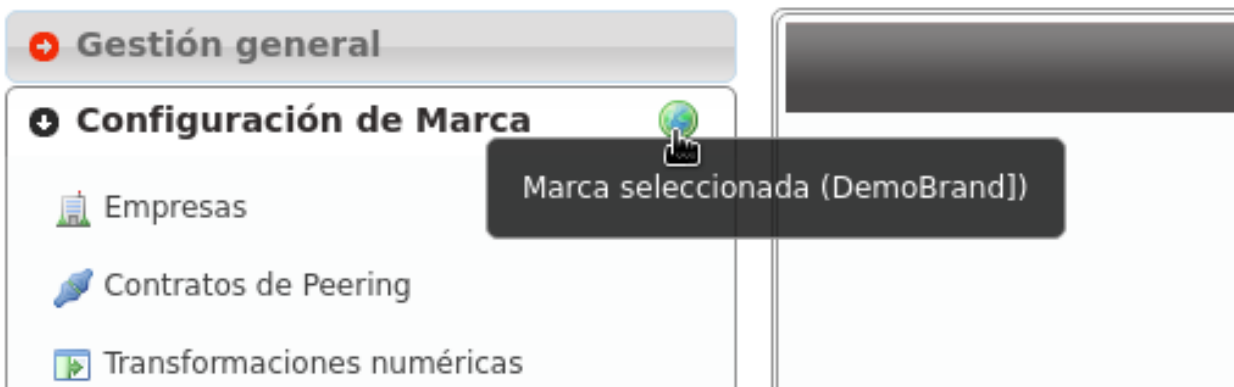 Gestión general
Configuración de Marca
Marca seleccionada (DemoBrand])
Empresas
Contratos de Peering
Transformaciones numéricas